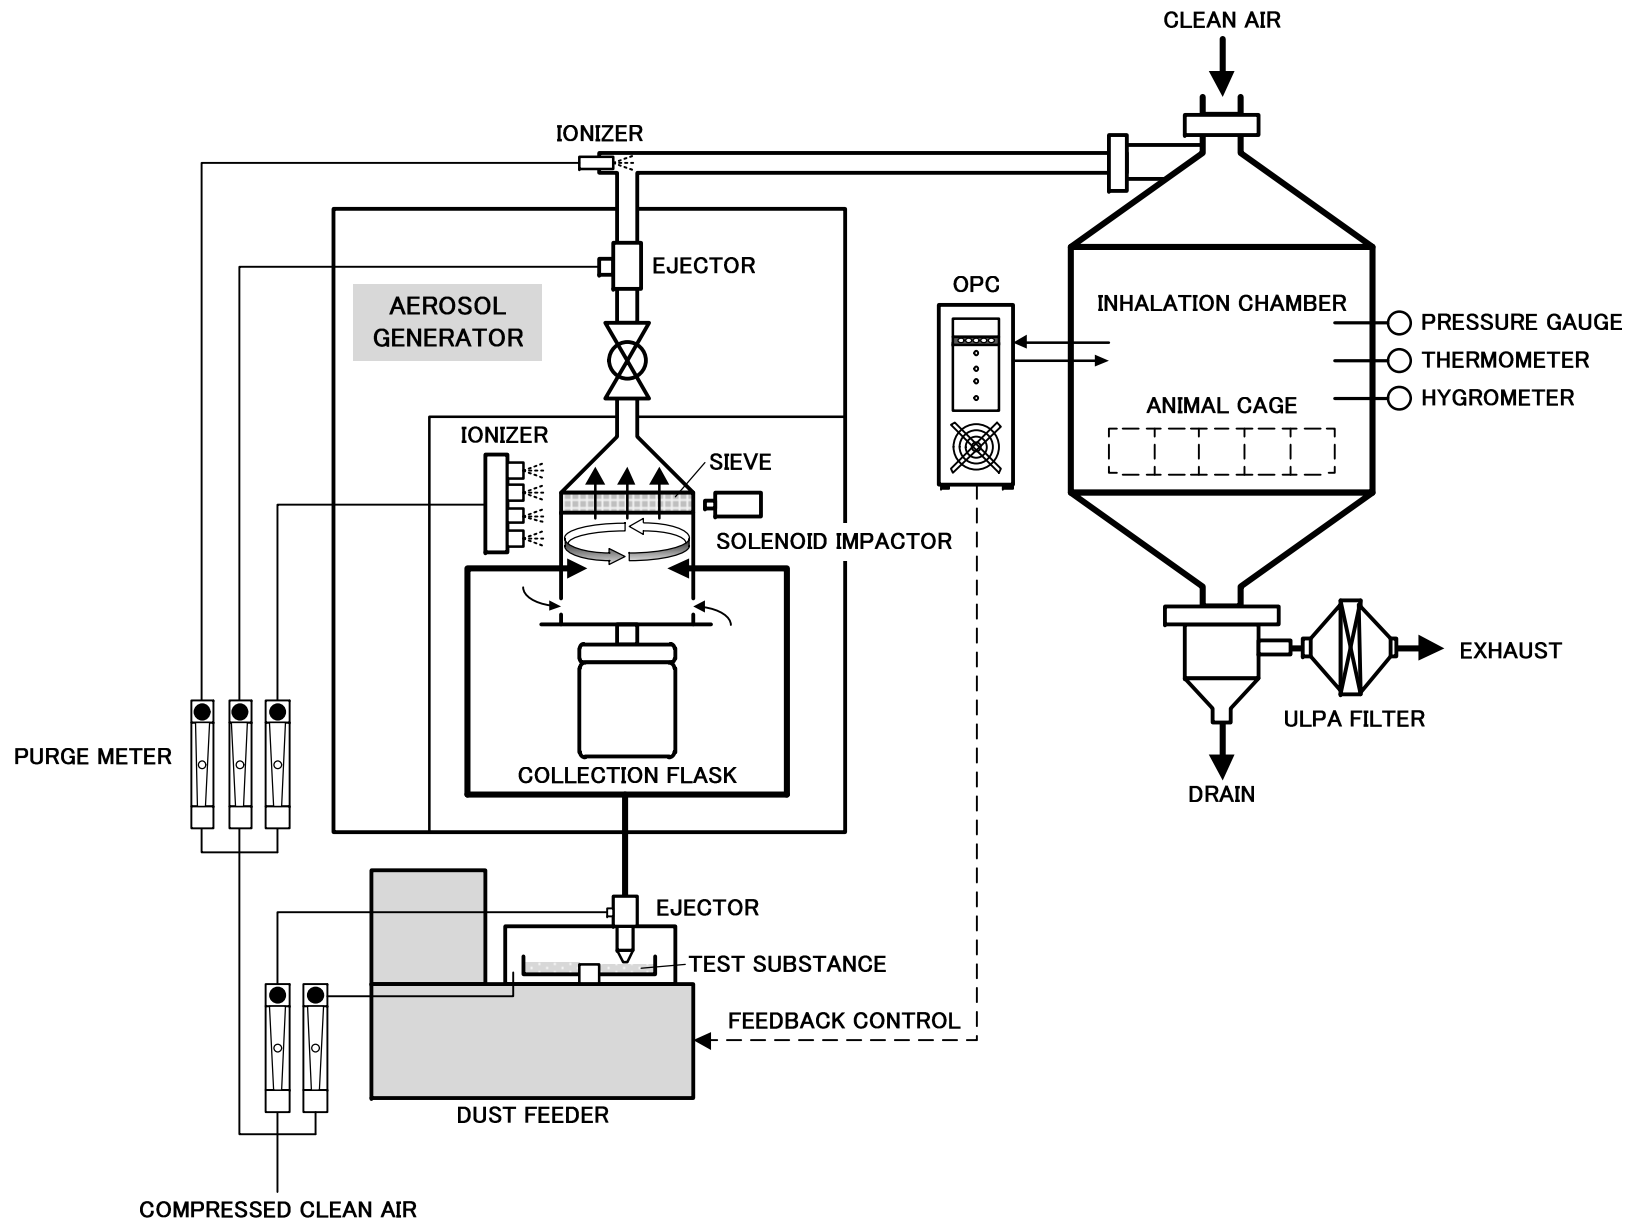 CLEAN AIR
IONIZER
EJECTOR
AEROSOL
GENERATOR
OPC
INHALATION CHAMBER
PRESSURE GAUGE
THERMOMETER
HYGROMETER
ANIMAL CAGE
IONIZER
SIEVE
SOLENOID IMPACTOR
EXHAUST
ULPA FILTER
PURGE METER
COLLECTION FLASK
DRAIN
EJECTOR
TEST SUBSTANCE
FEEDBACK CONTROL
DUST FEEDER
COMPRESSED CLEAN AIR